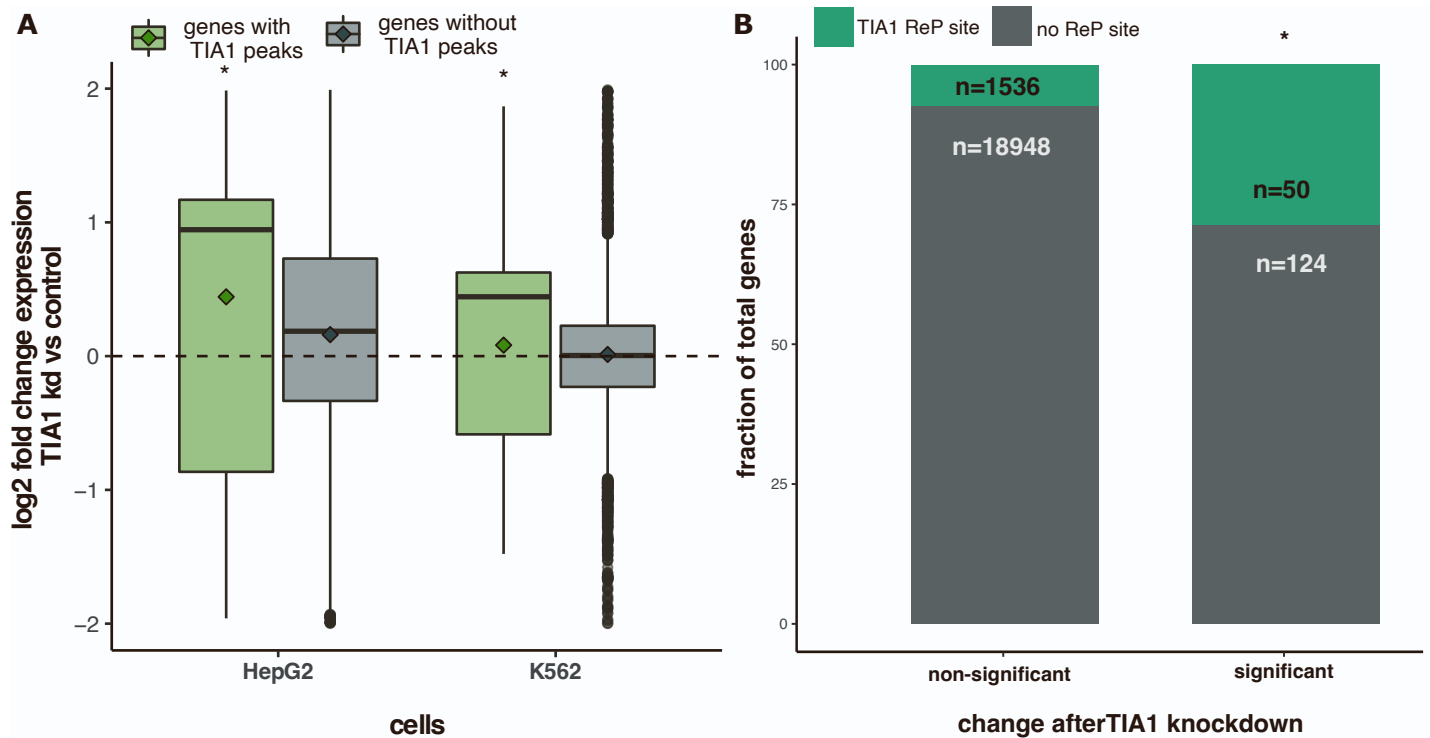 A
genes with
TIA1 peaks
genes without
TIA1 peaks
*
*
2
1
0
−1
−2
log2 fold change expression
TIA1 kd vs control
HepG2
K562
cells
B
TIA1 ReP site
no ReP site
*
100
75
50
25
0
fraction of total genes
n=1536
n=18948
n=50
n=124
non-significant
significant
change afterTIA1 knockdown